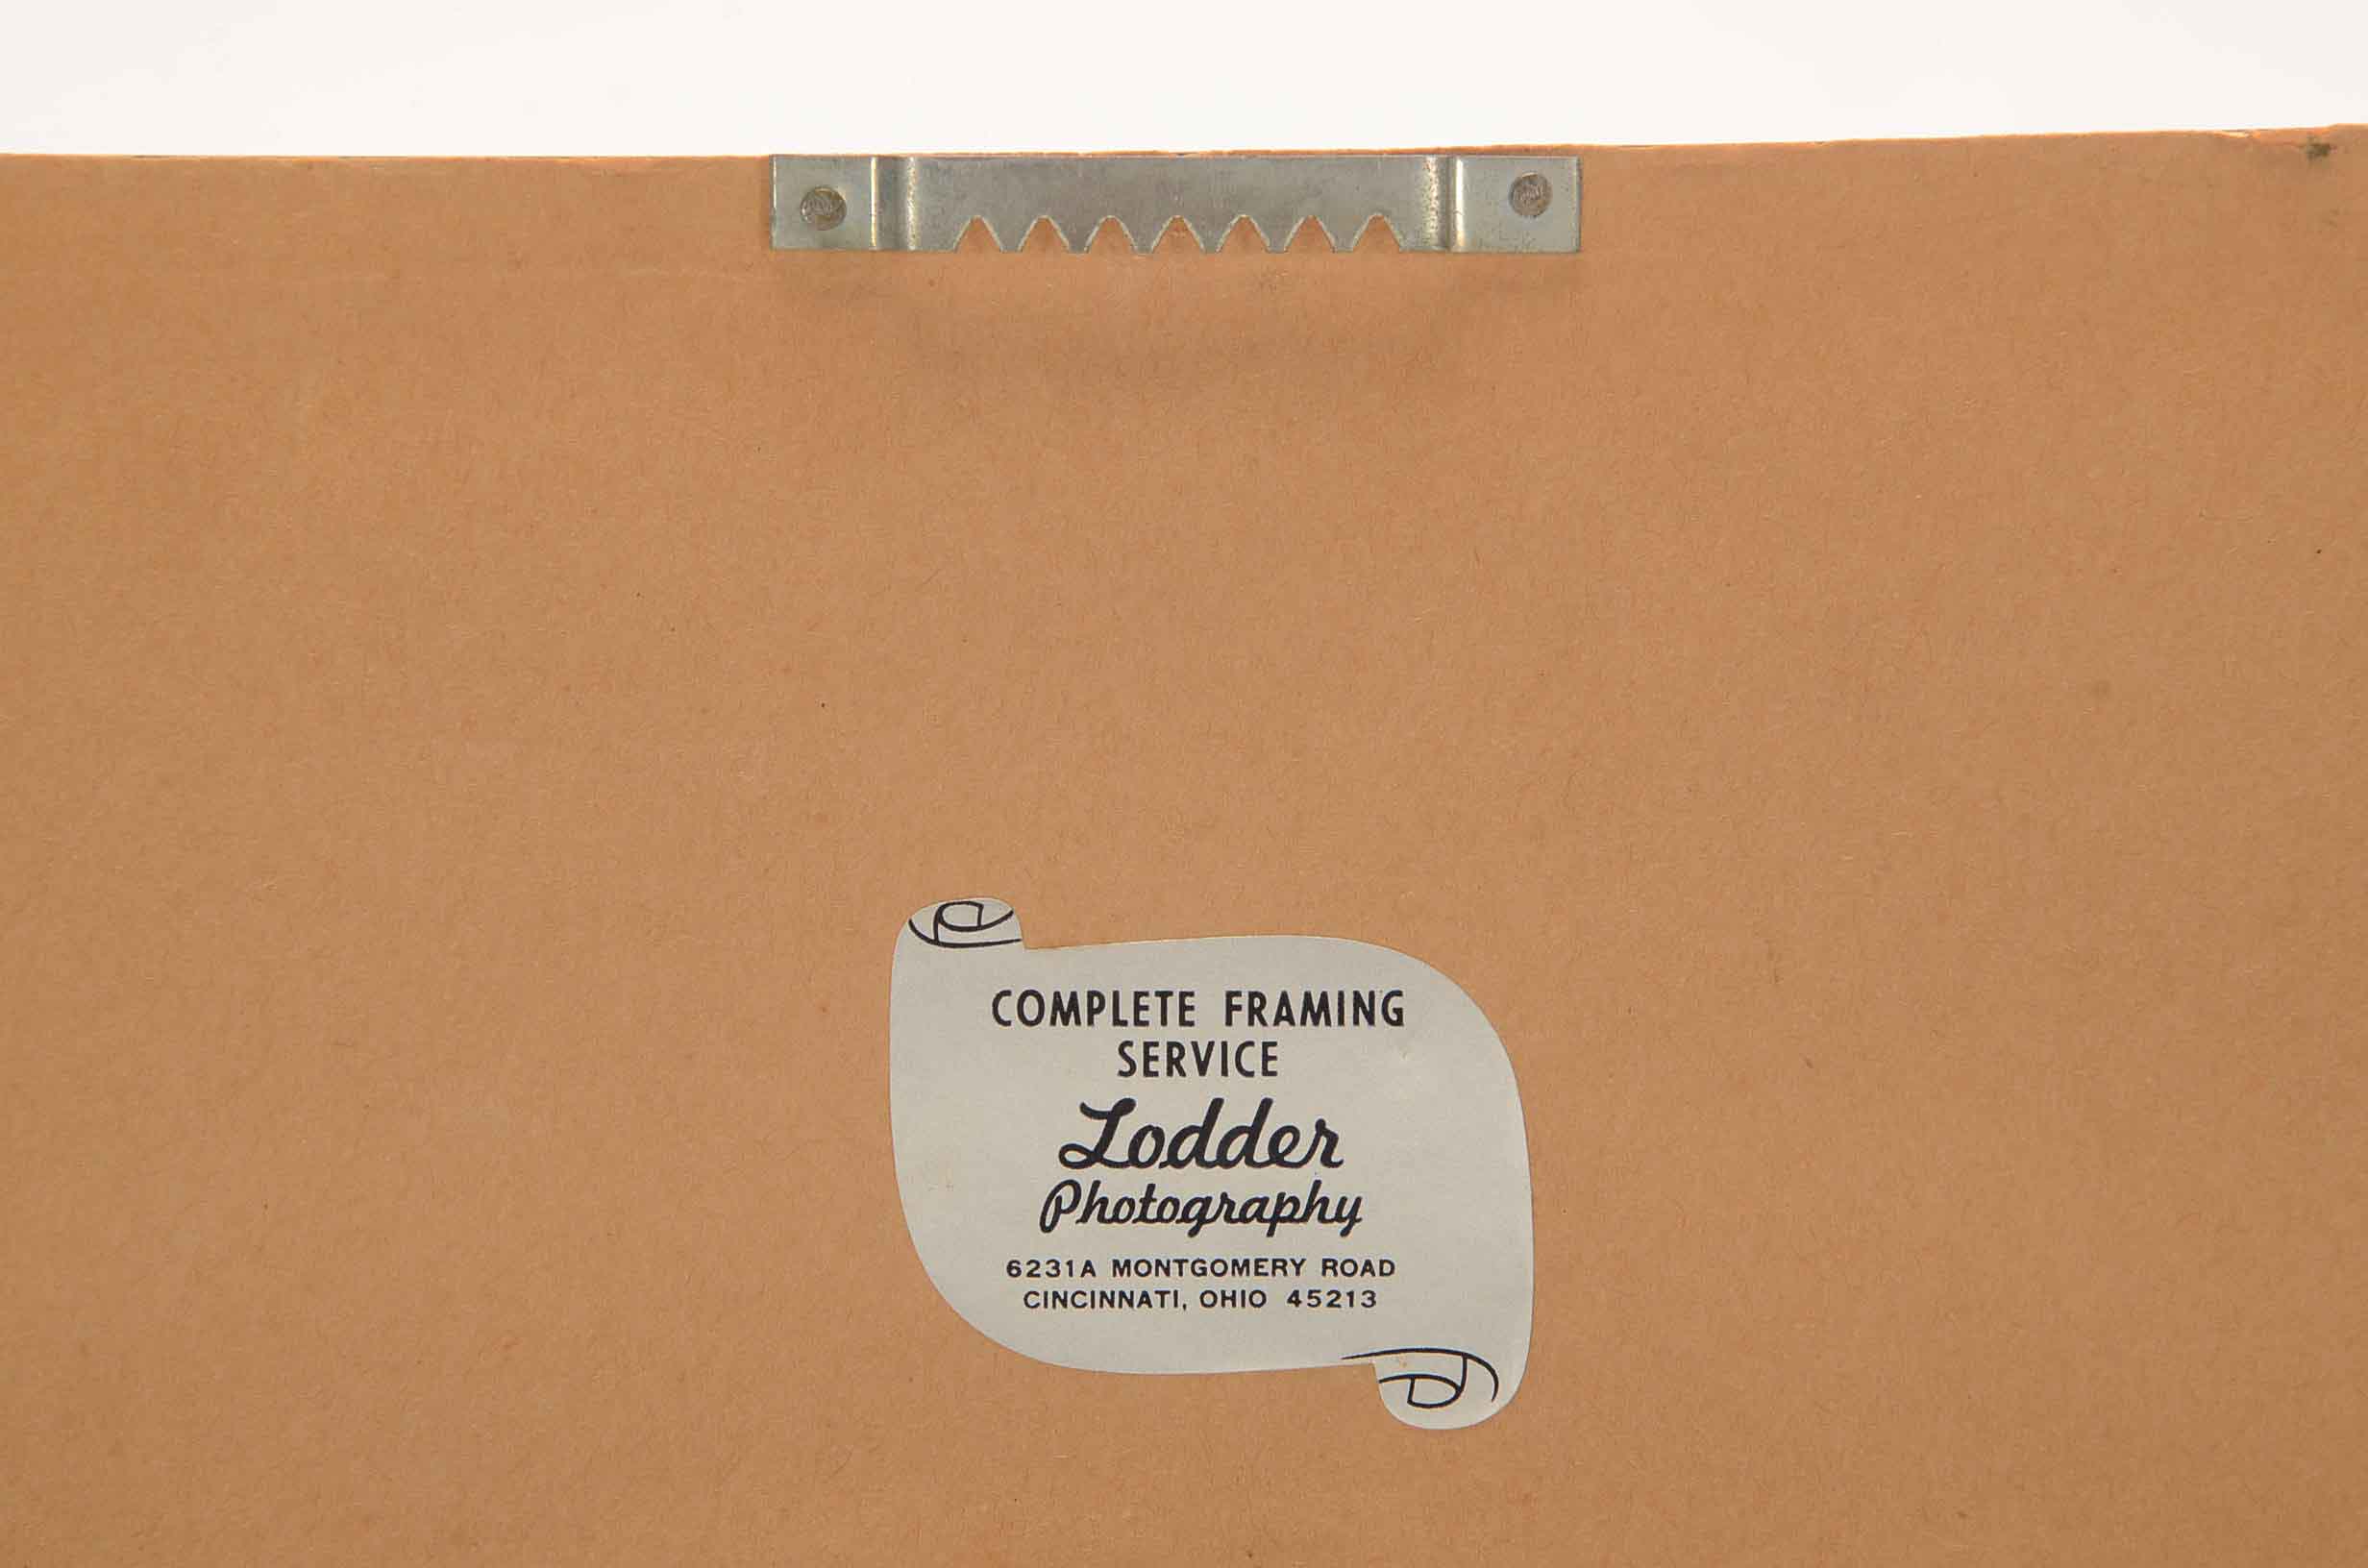 COMPLETE FRAMING
SERVICE
Lodder
Photography
6231A MONTGOMERY ROAD
CINCINNATI, OHIO 45213